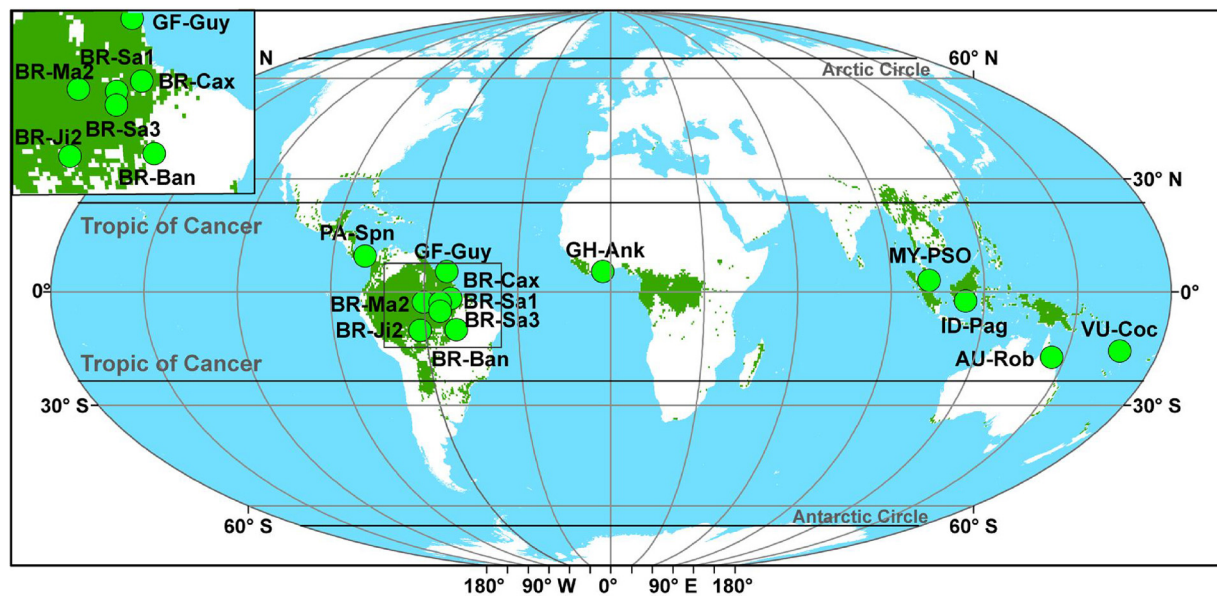 GF-Guy
BR-Sa1
BR-Ma2
BR-Cax
BR-Sa3
BR-Ji2
BR-Ban
N
60° N
Arctic Circle
30° N
Tropic of Cancer
PA-Spn
GF-Guy
GH-Ank
MY-PSO
BR-Cax
0°
BR-Ma2
BR-Sa1
0°
BR-Sa3
ID-Pag
VU-Coc
BR-Ji2
BR-Ban
AU-Rob
Tropic of Cancer
30° S
30° S
Antarctic Circle
60° S
60° S
180° 90° W 0° 90° E 180°